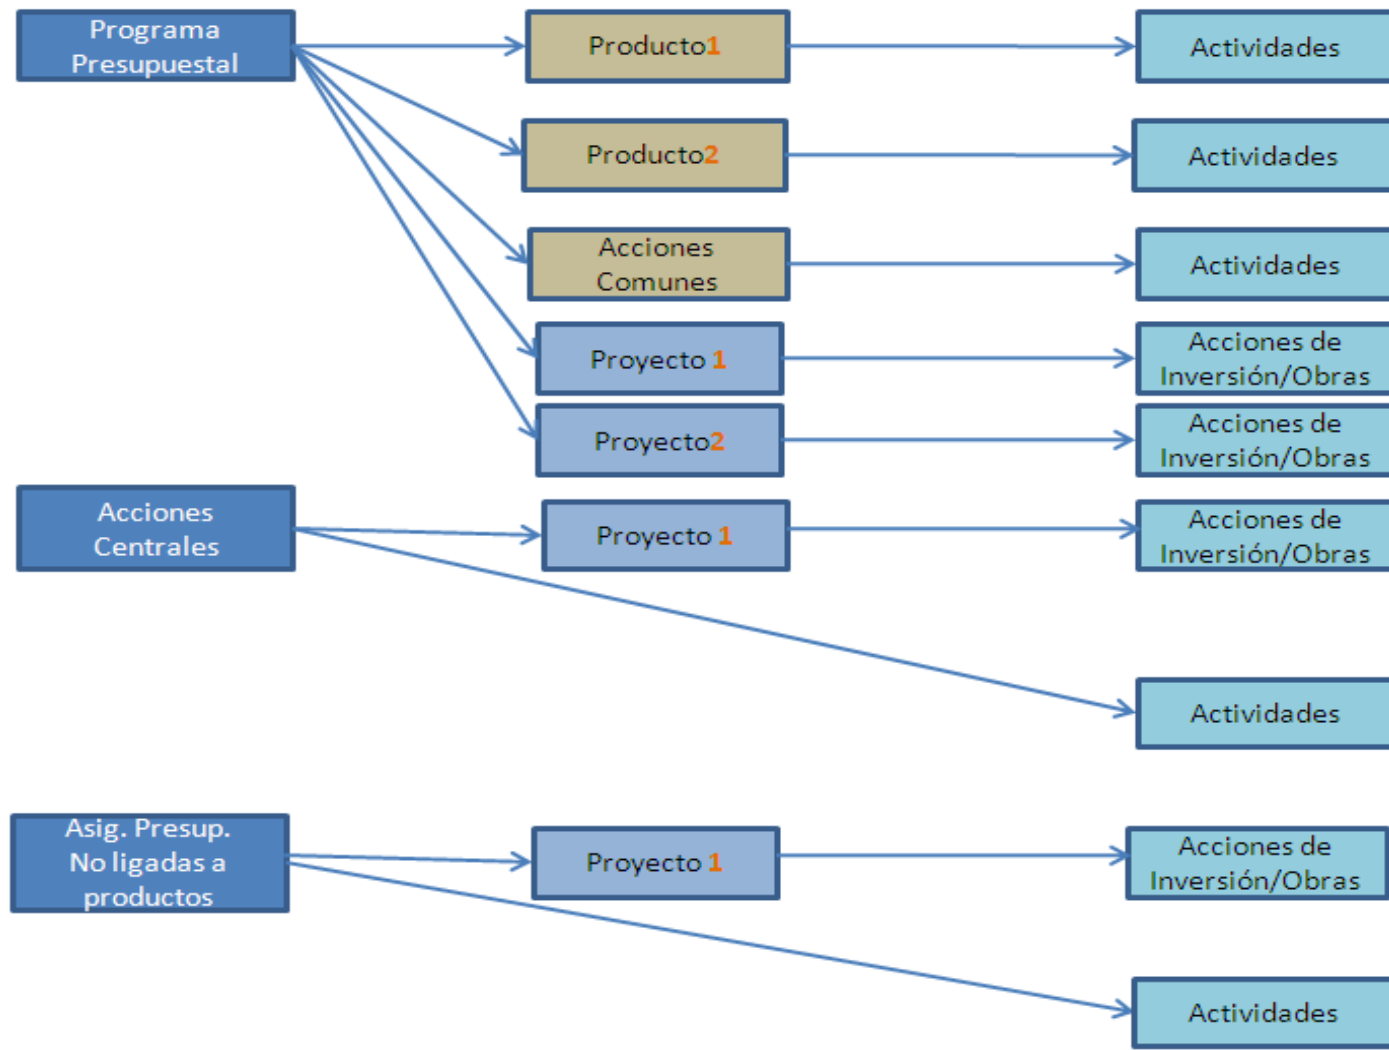 Programa
Presupuestal
Producto1
Actividades
Producto2
Actividades
Acciones
Comunes
Actividades
Proyecto 1
Acciones de
Inversión/Obras
Proyecto2
Acciones de
Inversión/Obras
Acciones
Centrales
Proyecto 1
Acciones de
Inversión/Obras
Actividades
Asig. Presup.
No ligadas a
productos
Proyecto 1
Acciones de
Inversión/Obras
Actividades